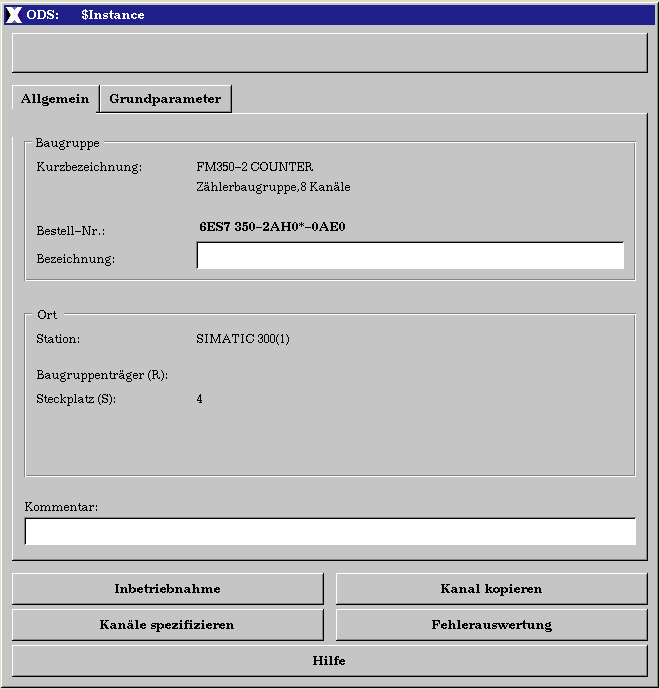 ODS: $Instance
Allgemein Grundparameter
Baugruppe
Kurzbezeichnung: FM350-2 COUNTER
Zählerbaugruppe,8 Kanäle
Bestell-Nr.: 6ES7 350-2AH0*-0AE0
Bezeichnung:
Ort
Station: SIMATIC 300(1)
Baugruppenträger (R):
Steckplatz (S): 4
Kommentar:
Inbetriebnahme Kanal kopieren
Kanäle spezifizieren Fehlerauswertung
Hilfe